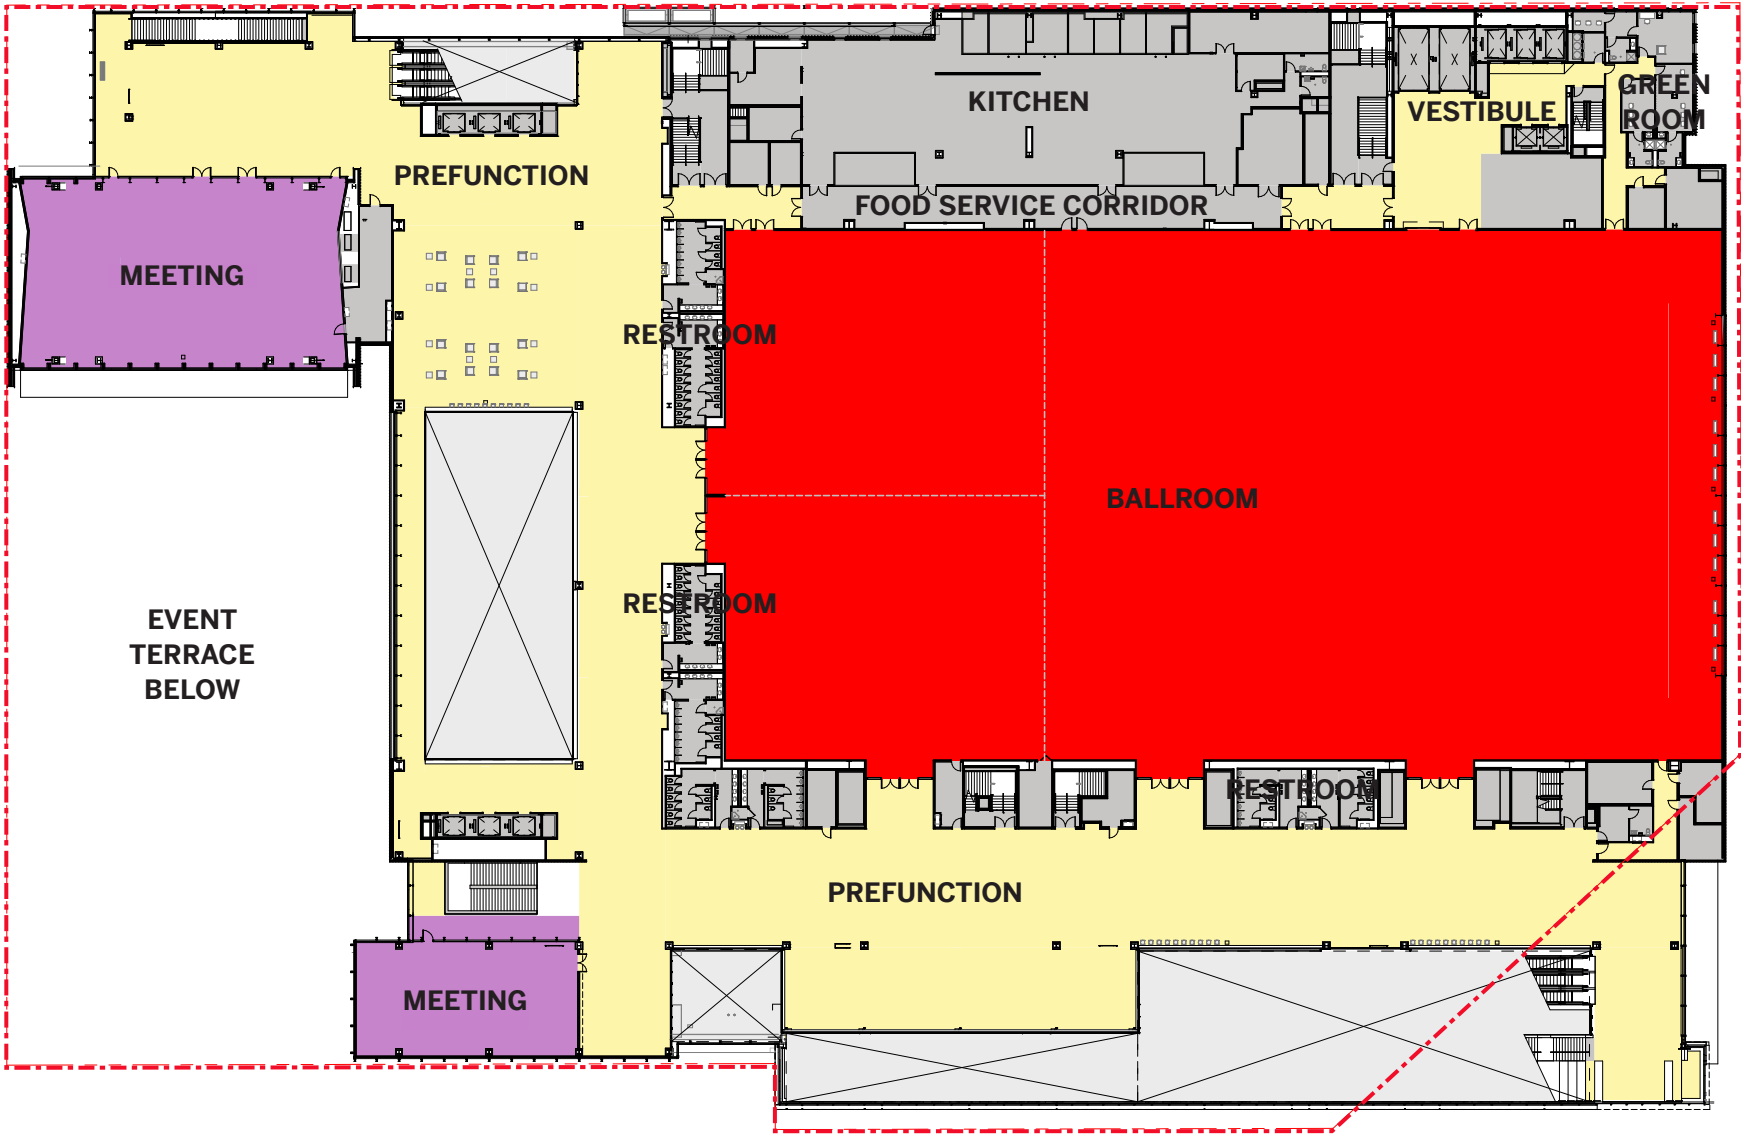 KITCHEN
GREEN
ROOM
VESTIBULE
PREFUNCTION
FOOD SERVICE CORRIDOR
MEETING
RESTROOM
BALLROOM
RESTROOM
EVENT
TERRACE
BELOW
RESTROOM
PREFUNCTION
MEETING